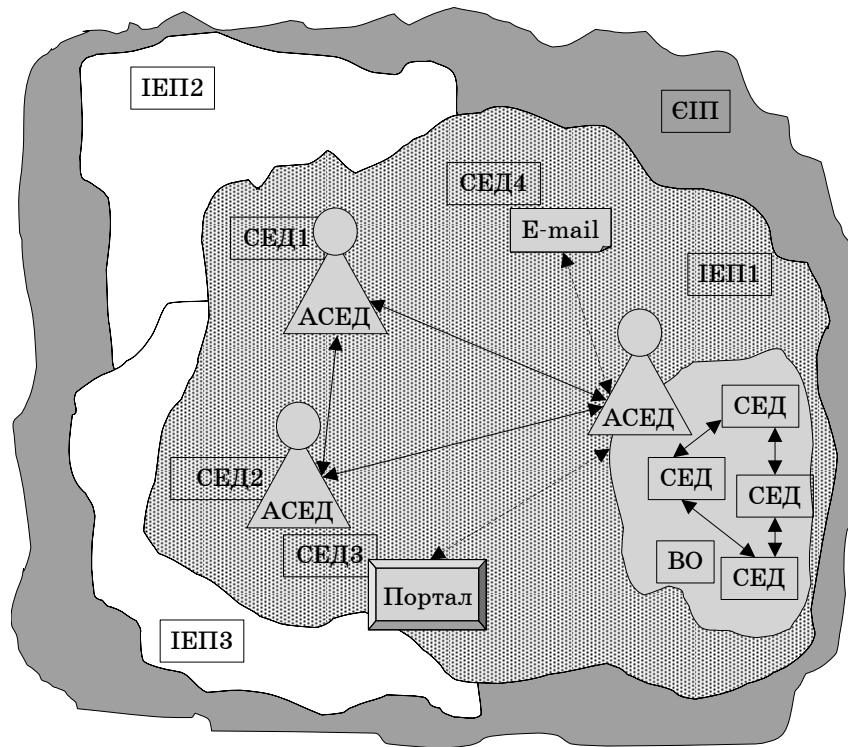 ІЕП2
ЄІП
СЕД4
СЕД1
E-mail
ІЕП1
АСЕД
СЕД
АСЕД
СЕД2
СЕД
СЕД
АСЕД
СЕД3
ВО
СЕД
Портал
ІЕП3